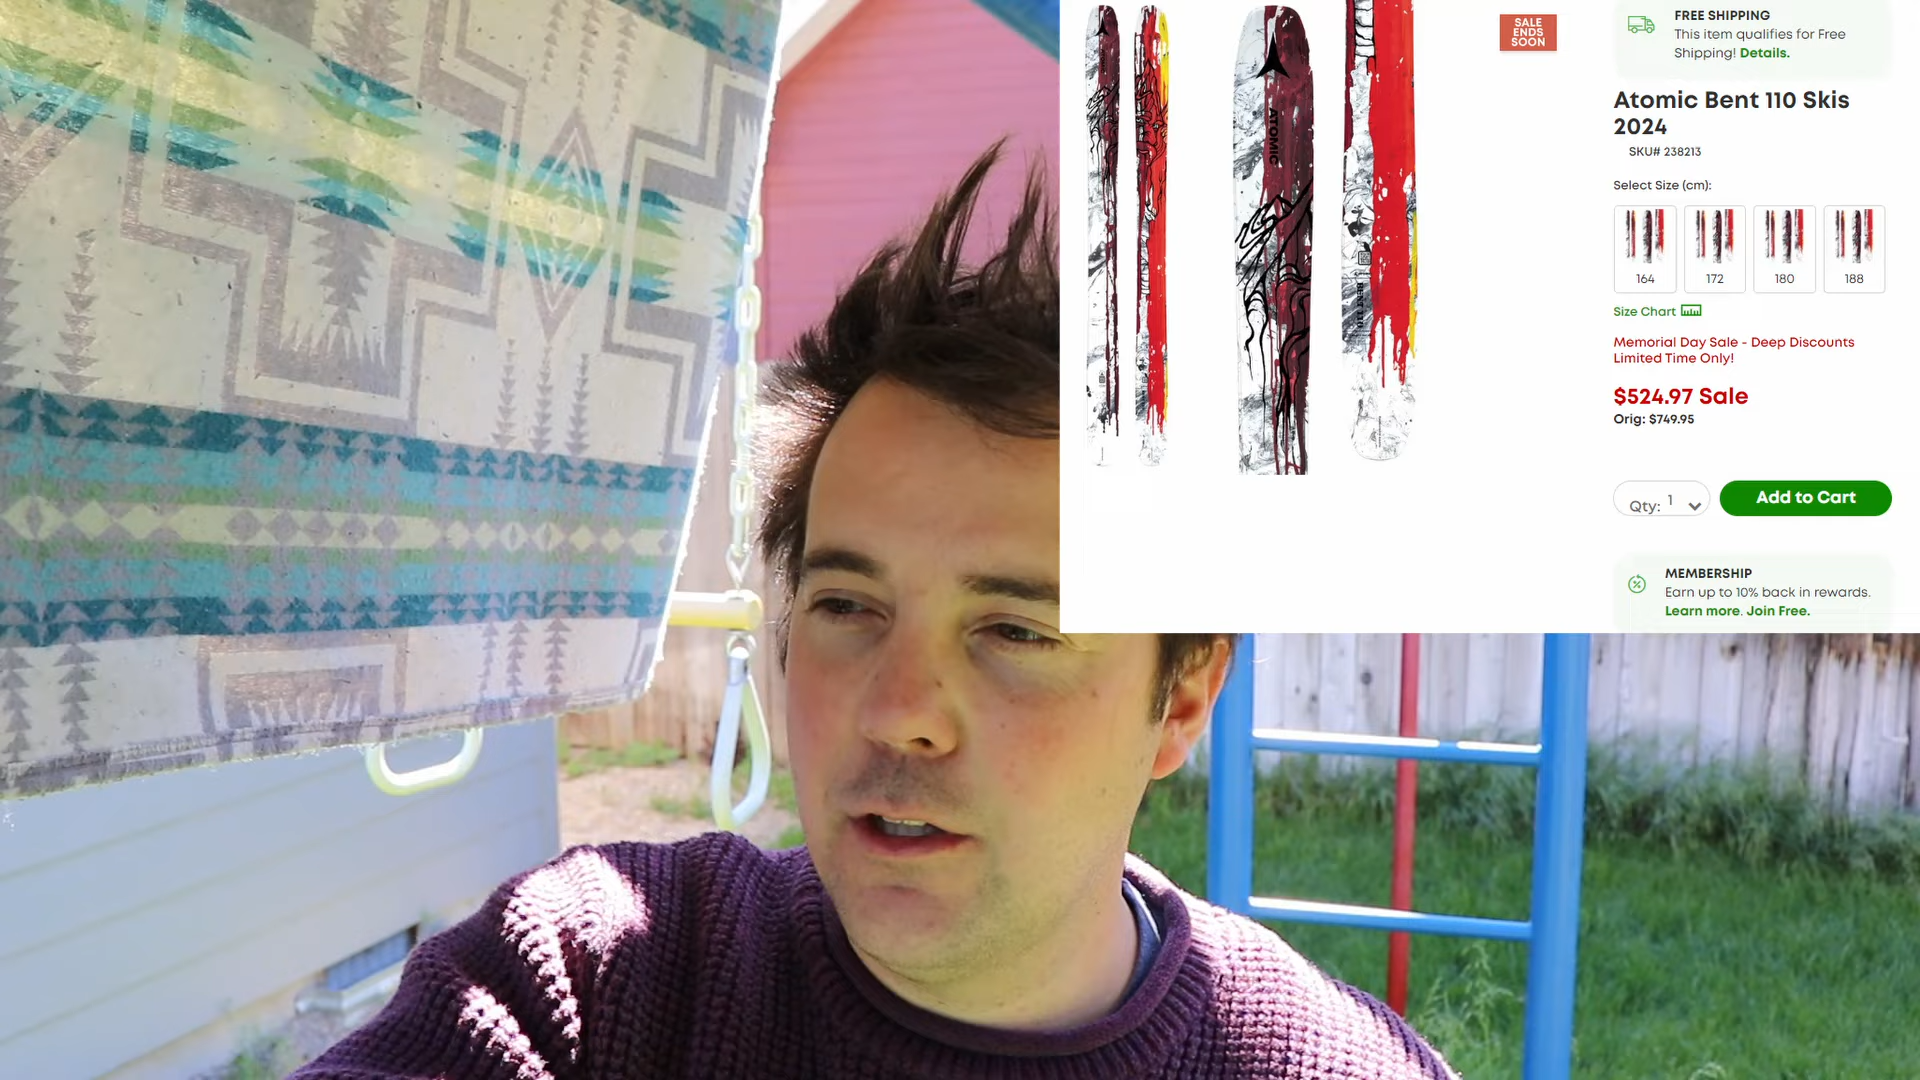 SALE
ENDS
SOON
FREE SHIPPING
This item qualifies for Free
Shipping! Details.
Atomic Bent 110 Skis
2024
SKU# 238213
Select Size (cm):
164
172
180
188
Size Chart
Memorial Day Sale - Deep Discounts
Limited Time Only!
$524.97 Sale
Orig: $749.95
Qty: 1
Add to Cart
MEMBERSHIP
Earn up to 10% back in rewards.
Learn more. Join Free.
ATOMIC
BENT 110